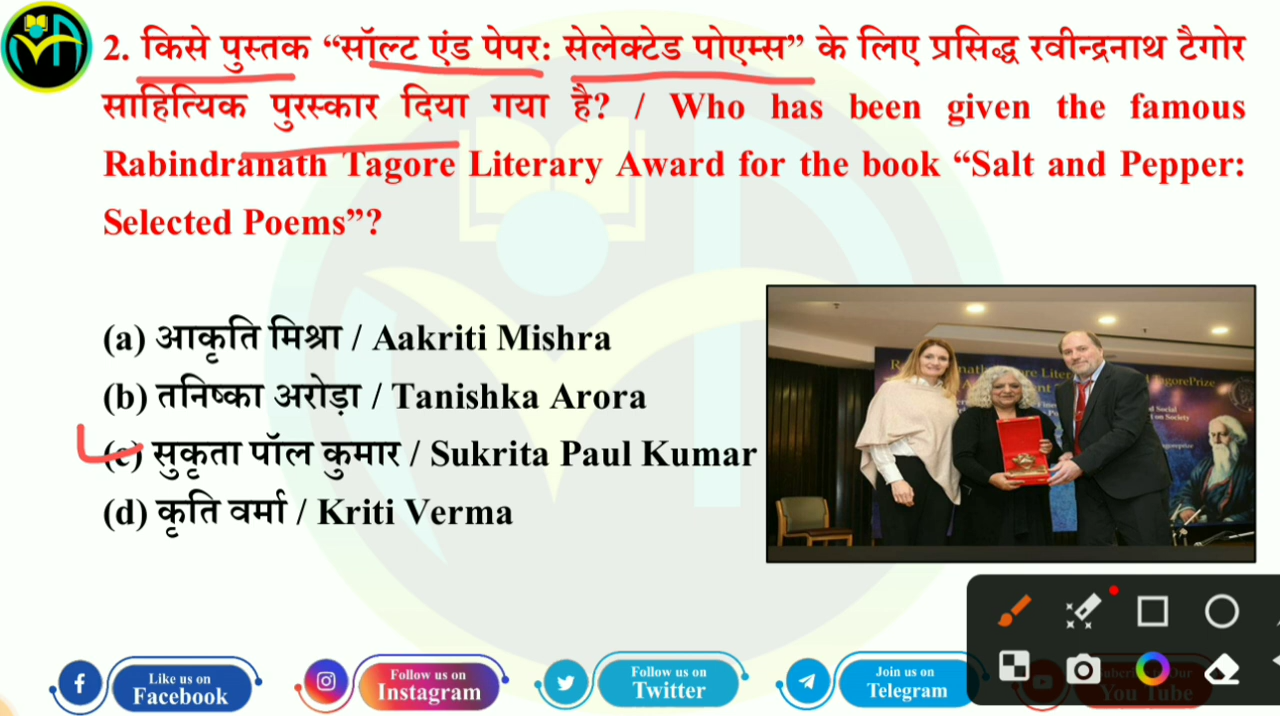 2. किसे पुस्तक “सॉल्ट एंड पेपर: सेलेक्टेड पोएम्स” के लिए प्रसिद्ध रवीन्द्रनाथ टैगोर
साहित्यिक पुरस्कार दिया गया है? / Who has been given the famous
Rabindranath Tagore Literary Award for the book “Salt and Pepper:
Selected Poems”?
(a) आकृति मिश्रा / Aakriti Mishra
(b) तनिष्का अरोड़ा / Tanishka Arora
(c) सुकृता पॉल कुमार / Sukrita Paul Kumar
(d) कृति वर्मा / Kriti Verma
Like us on
Facebook
Follow us on
Instagram
Follow us on
Twitter
Join us on
Telegram
You Tube